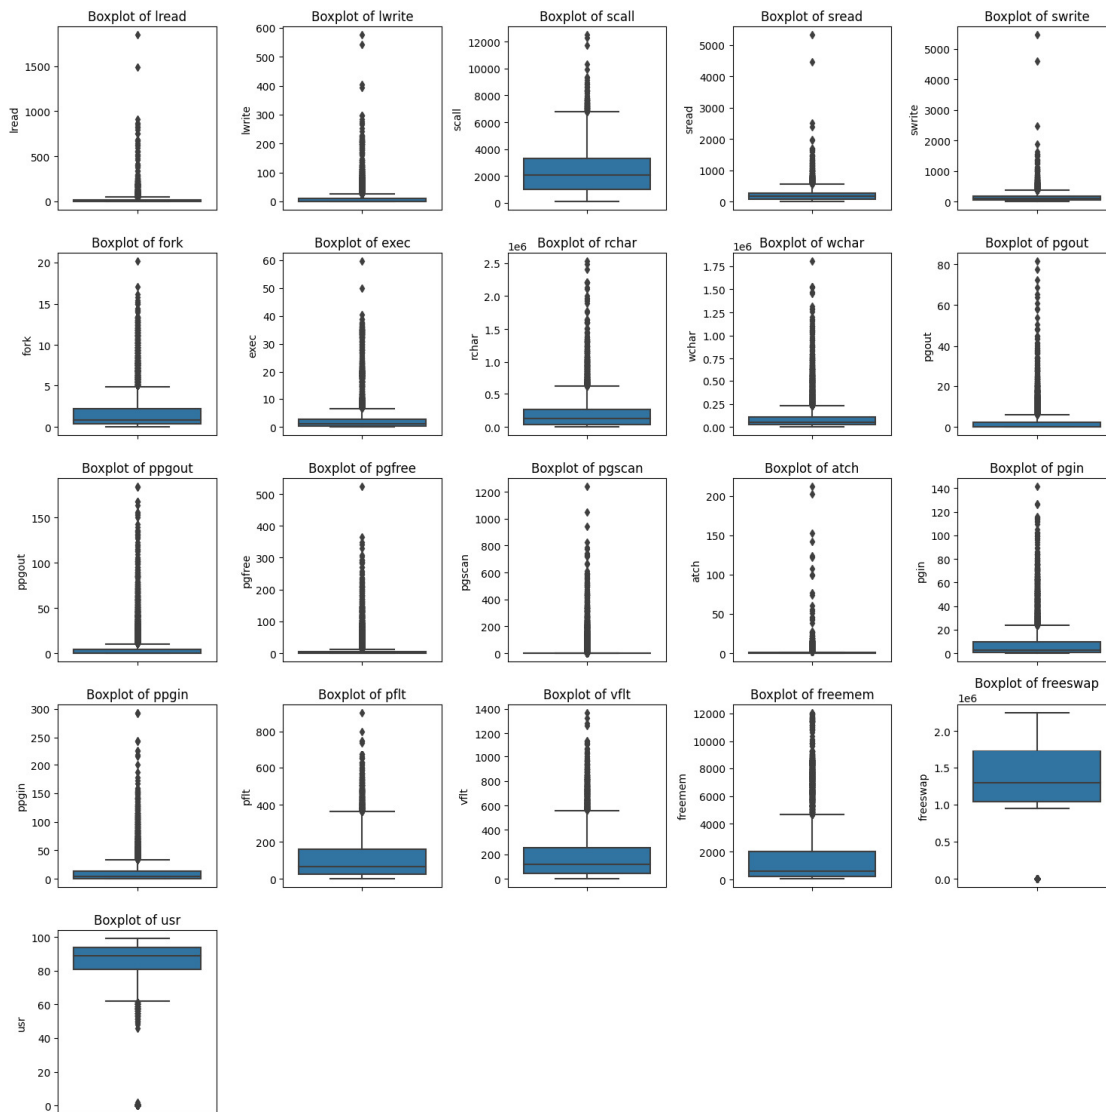 Boxplot of lread
lread
1500
1000
500
0
Boxplot of lwrite
lwrite
600
500
400
300
200
100
0
Boxplot of scall
scall
12000
10000
8000
6000
4000
2000
0
Boxplot of sread
sread
5000
4000
3000
2000
1000
0
Boxplot of swrite
swrite
5000
4000
3000
2000
1000
0
Boxplot of fork
fork
20
15
10
5
0
Boxplot of exec
exec
60
50
40
30
20
10
0
Boxplot of rchar
1e6
rchar
2.5
2.0
1.5
1.0
0.5
0.0
Boxplot of wchar
1e6
wchar
1.75
1.50
1.25
1.00
0.75
0.50
0.25
0.00
Boxplot of pgout
pgout
80
60
40
20
0
Boxplot of ppgout
ppgout
150
100
50
0
Boxplot of pgfree
pgfree
500
400
300
200
100
0
Boxplot of pgscan
pgscan
1200
1000
800
600
400
200
0
Boxplot of atch
atch
200
150
100
50
0
Boxplot of pgin
pgin
140
120
100
80
60
40
20
0
Boxplot of ppgin
ppgin
300
250
200
150
100
50
0
Boxplot of pflt
pflt
800
600
400
200
0
Boxplot of vflt
vflt
1400
1200
1000
800
600
400
200
0
Boxplot of freemem
freemem
12000
10000
8000
6000
4000
2000
0
Boxplot of freeswap
1e6
freeswap
2.0
1.5
1.0
0.5
0.0
Boxplot of usr
usr
100
80
60
40
20
0